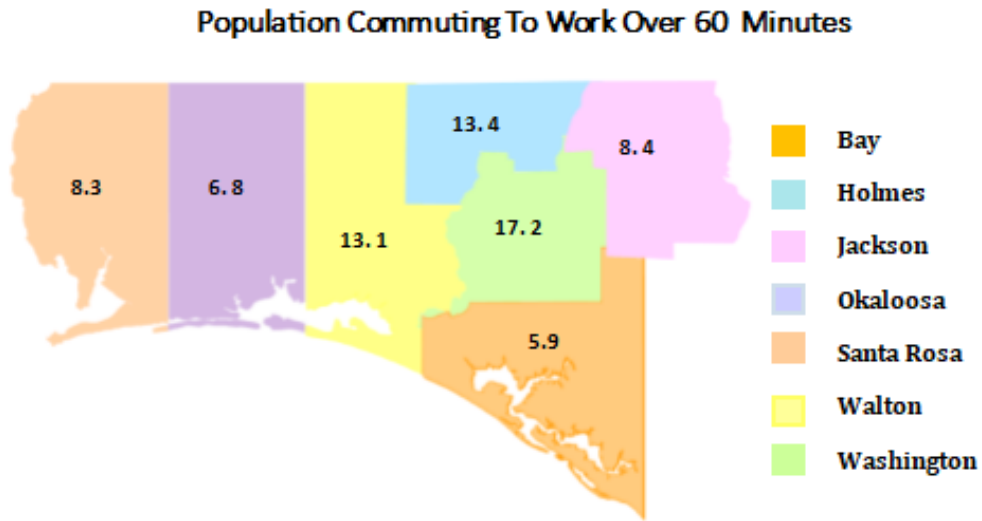 Population Commuting To Work Over 60 Minutes
13.4
8.4
8.3
6.8
13.1
17.2
5.9
Bay
Holmes
Jackson
Okaloosa
Santa Rosa
Walton
Washington